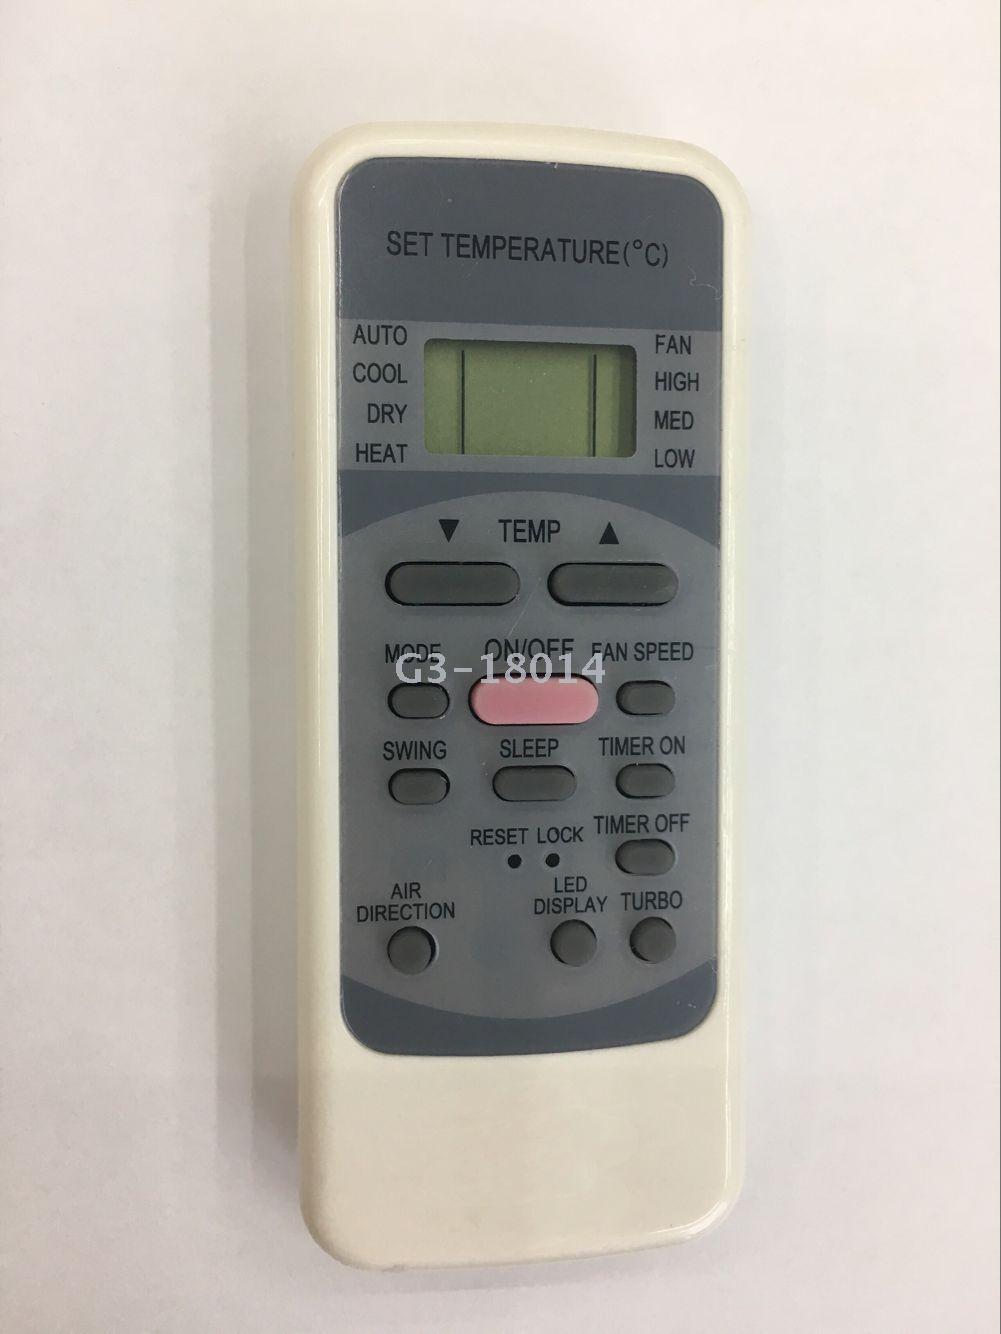 SET TEMPERATURE(°C)
AUTO
COOL
DRY
HEAT
FAN
HIGH
MED
LOW
▼ TEMP ▲
MODE ON/OFF FAN SPEED
G3-18014
SWING SLEEP TIMER ON
RESET LOCK TIMER OFF
AIR
DIRECTION
LED
DISPLAY
TURBO